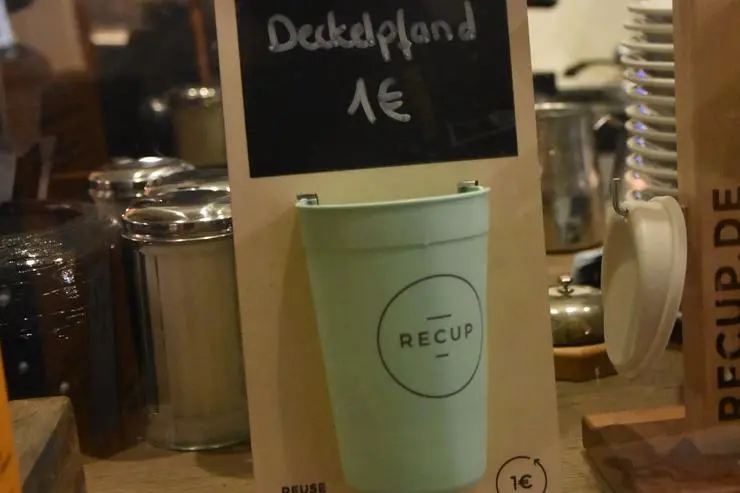 Deckelpfand
1€
RECUP
REUSE
1€
RECUP.DE